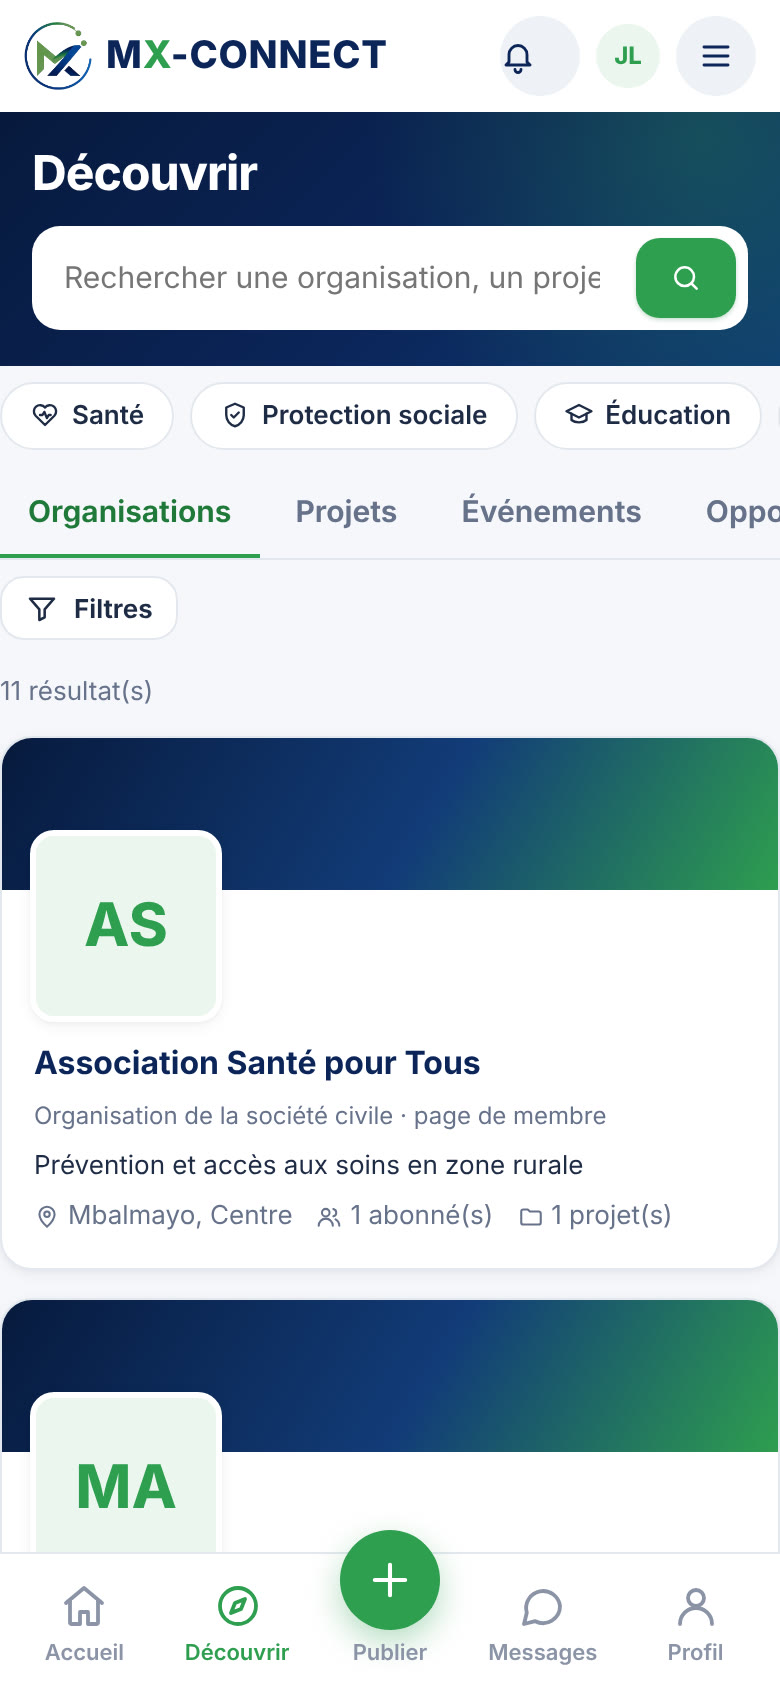 MX-CONNECT
JL
Découvrir
Rechercher une organisation, un proje
Santé
Protection sociale
Éducation
Organisations
Projets
Événements
Oppo
Filtres
11 résultat(s)
AS
Association Santé pour Tous
Organisation de la société civile · page de membre
Prévention et accès aux soins en zone rurale
Mbalmayo, Centre 1 abonné(s) 1 projet(s)
MA
Accueil
Découvrir
Publier
Messages
Profil